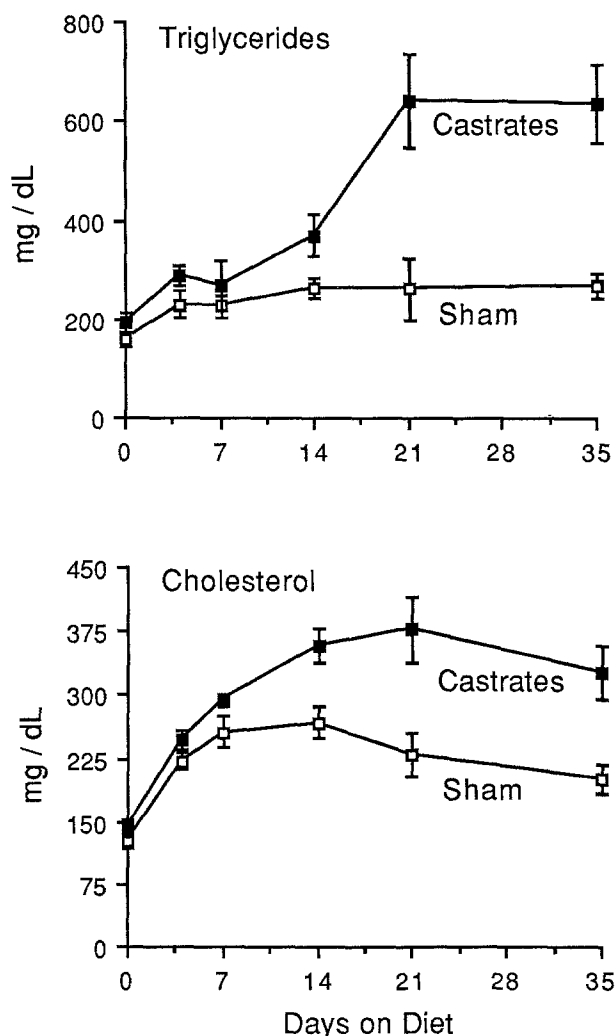 800
Triglycerides
600
Castrates
mg / dL
400
200
Sham
0
0 7 14 21 28 35
450
Cholesterol
375
300
Castrates
mg / dL
225
Sham
150
75
0
0 7 14 21 28 35
Days on Diet